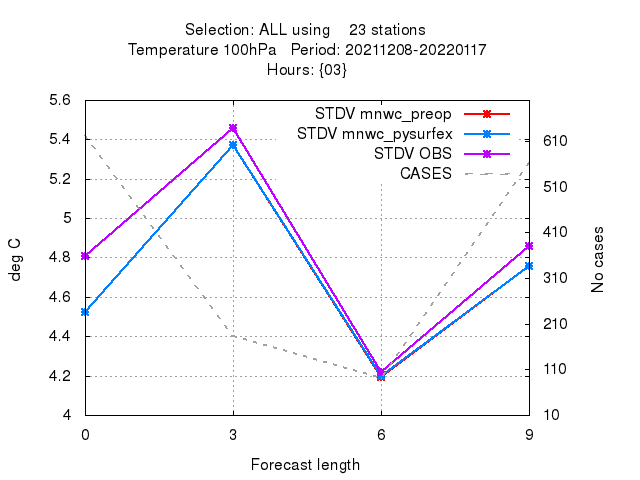 Selection: ALL using 23 stations
Temperature 100hPa Period: 20211208-20220117
Hours: {03}
STDV mnwc_preop
STDV mnwc_pysurfex
STDV OBS
CASES
5.6
5.4
5.2
5
4.8
4.6
4.4
4.2
4
deg C
610
510
410
310
210
110
10
No cases
0 3 6 9
Forecast length